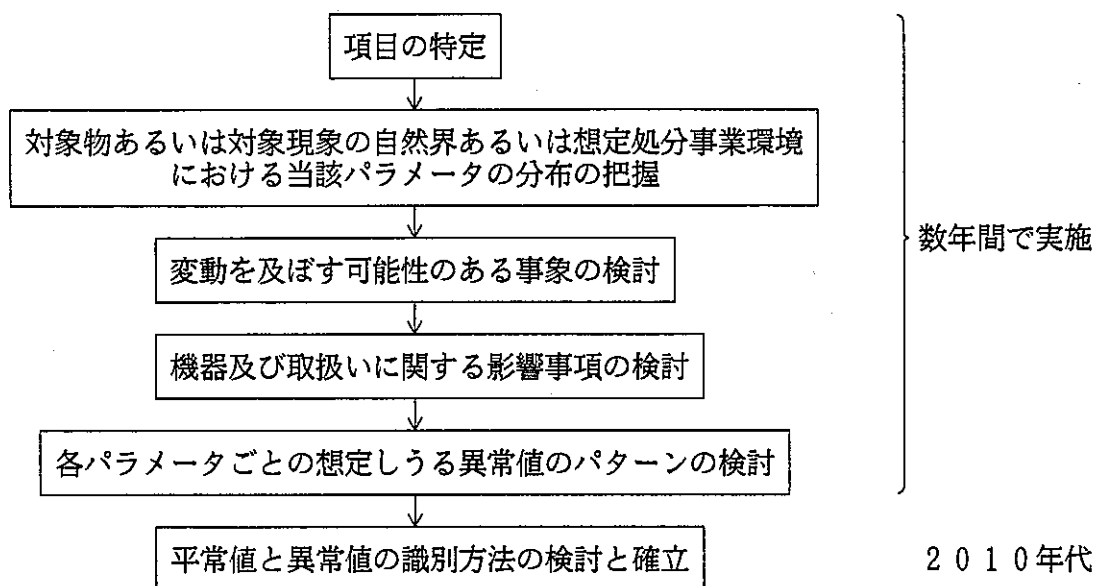 項目の特定
対象物あるいは対象現象の自然界あるいは想定処分事業環境
における当該パラメータの分布の把握
変動を及ぼす可能性のある事象の検討
数年間で実施
機器及び取扱いに関する影響事項の検討
各パラメータごとの想定しうる異常値のパターンの検討
平常値と異常値の識別方法の検討と確立
2010年代